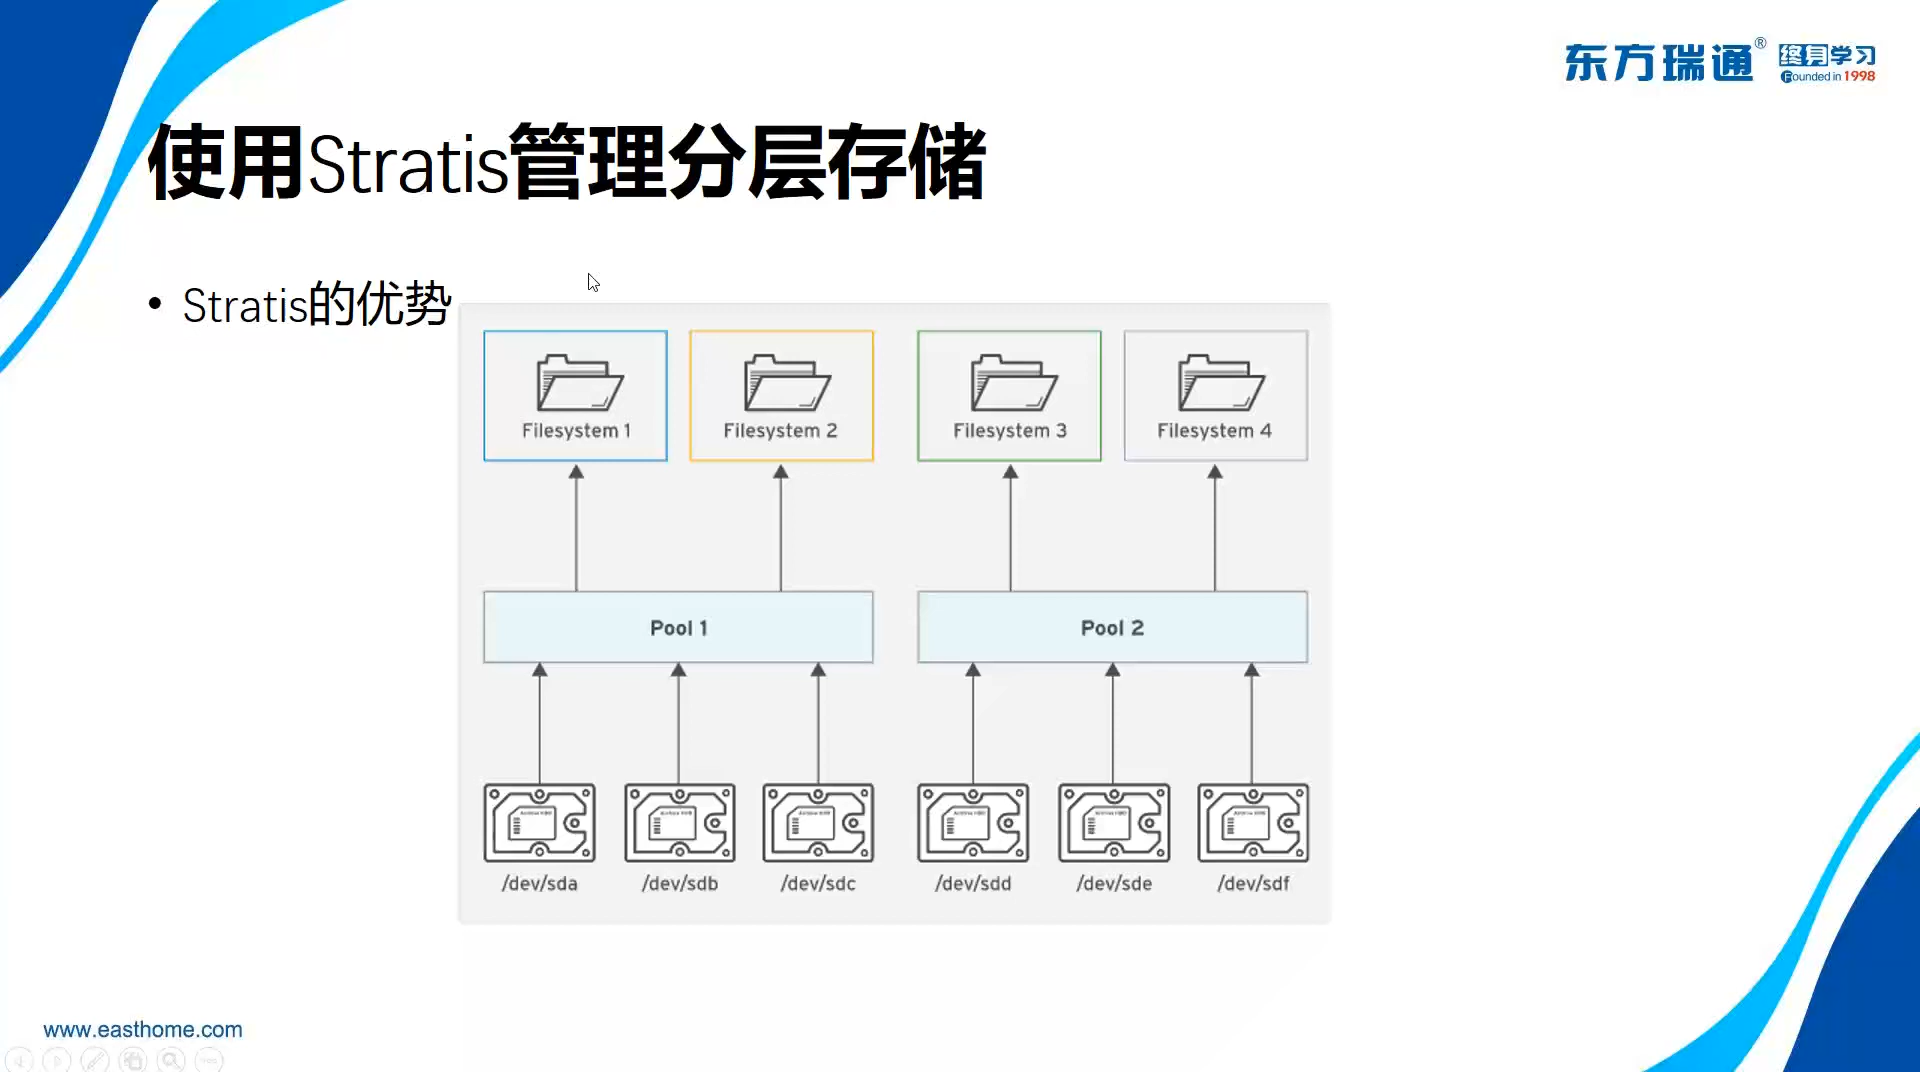 东方瑞通® 终身学习
Founded in 1998
使用Stratis管理分层存储
• Stratis的优势
Filesystem 1
Filesystem 2
Filesystem 3
Filesystem 4
Pool 1
Pool 2
/dev/sda
/dev/sdb
/dev/sdc
/dev/sdd
/dev/sde
/dev/sdf
www.easthome.com